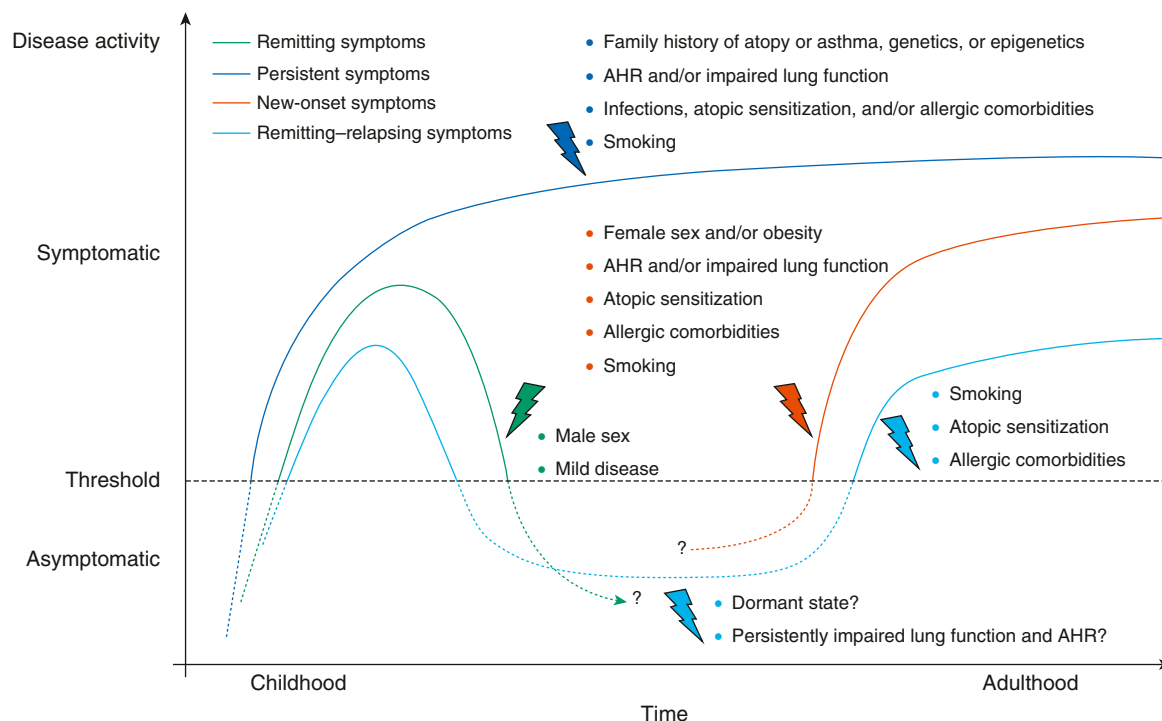 Disease activity
Remitting symptoms
Persistent symptoms
New-onset symptoms
Remitting–relapsing symptoms
• Family history of atopy or asthma, genetics, or epigenetics
• AHR and/or impaired lung function
• Infections, atopic sensitization, and/or allergic comorbidities
• Smoking
Symptomatic
• Female sex and/or obesity
• AHR and/or impaired lung function
• Atopic sensitization
• Allergic comorbidities
• Smoking
• Male sex
• Mild disease
• Smoking
• Atopic sensitization
• Allergic comorbidities
Threshold
Asymptomatic
?
?
• Dormant state?
• Persistently impaired lung function and AHR?
Childhood
Adulthood
Time